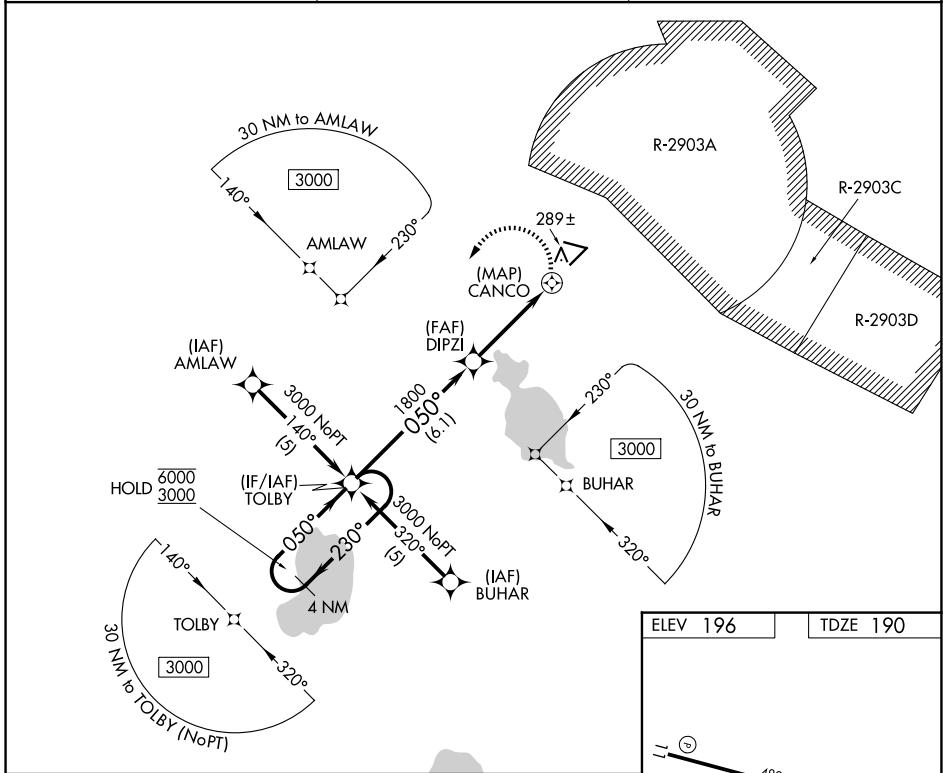 30 NM to AMLAW
3000
140°
230°
AMLAW
R-2903A
R-2903C
R-2903D
289±
(MAP)
CANCO
(FAF)
DIPZI
(IAF)
AMLAW
3000 NoPT
140°
(5)
1800
050°
(6.1)
230°
30 NM to BUHAR
3000
BUHAR
320°
HOLD 6000
3000
(IF/IAF)
TOLBY
050°
230°
4 NM
3000 NoPT
320°
(5)
(IAF)
BUHAR
140°
TOLBY
320°
3000
30 NM to TOLBY (NoPT)
ELEV 196
TDZE 190
11
P